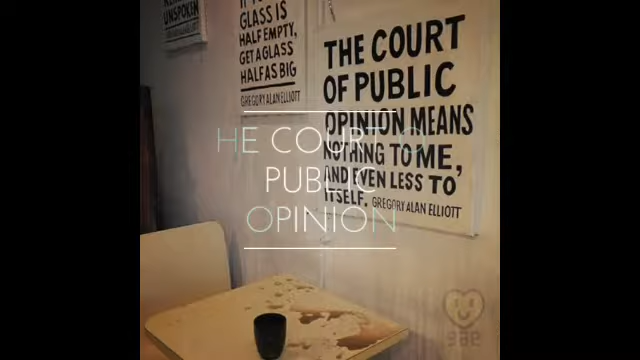 UNSPOKEN
GLASS IS
HALF EMPTY,
GET A GLASS
HALF AS BIG
GREGORY ALAN ELLIOTT
THE COURT
OF PUBLIC
OPINION MEANS
NOTHING TO ME,
AND EVEN LESS TO
ITSELF. GREGORY ALAN ELLIOTT
HE COURT O
PUBLIC
OPINION